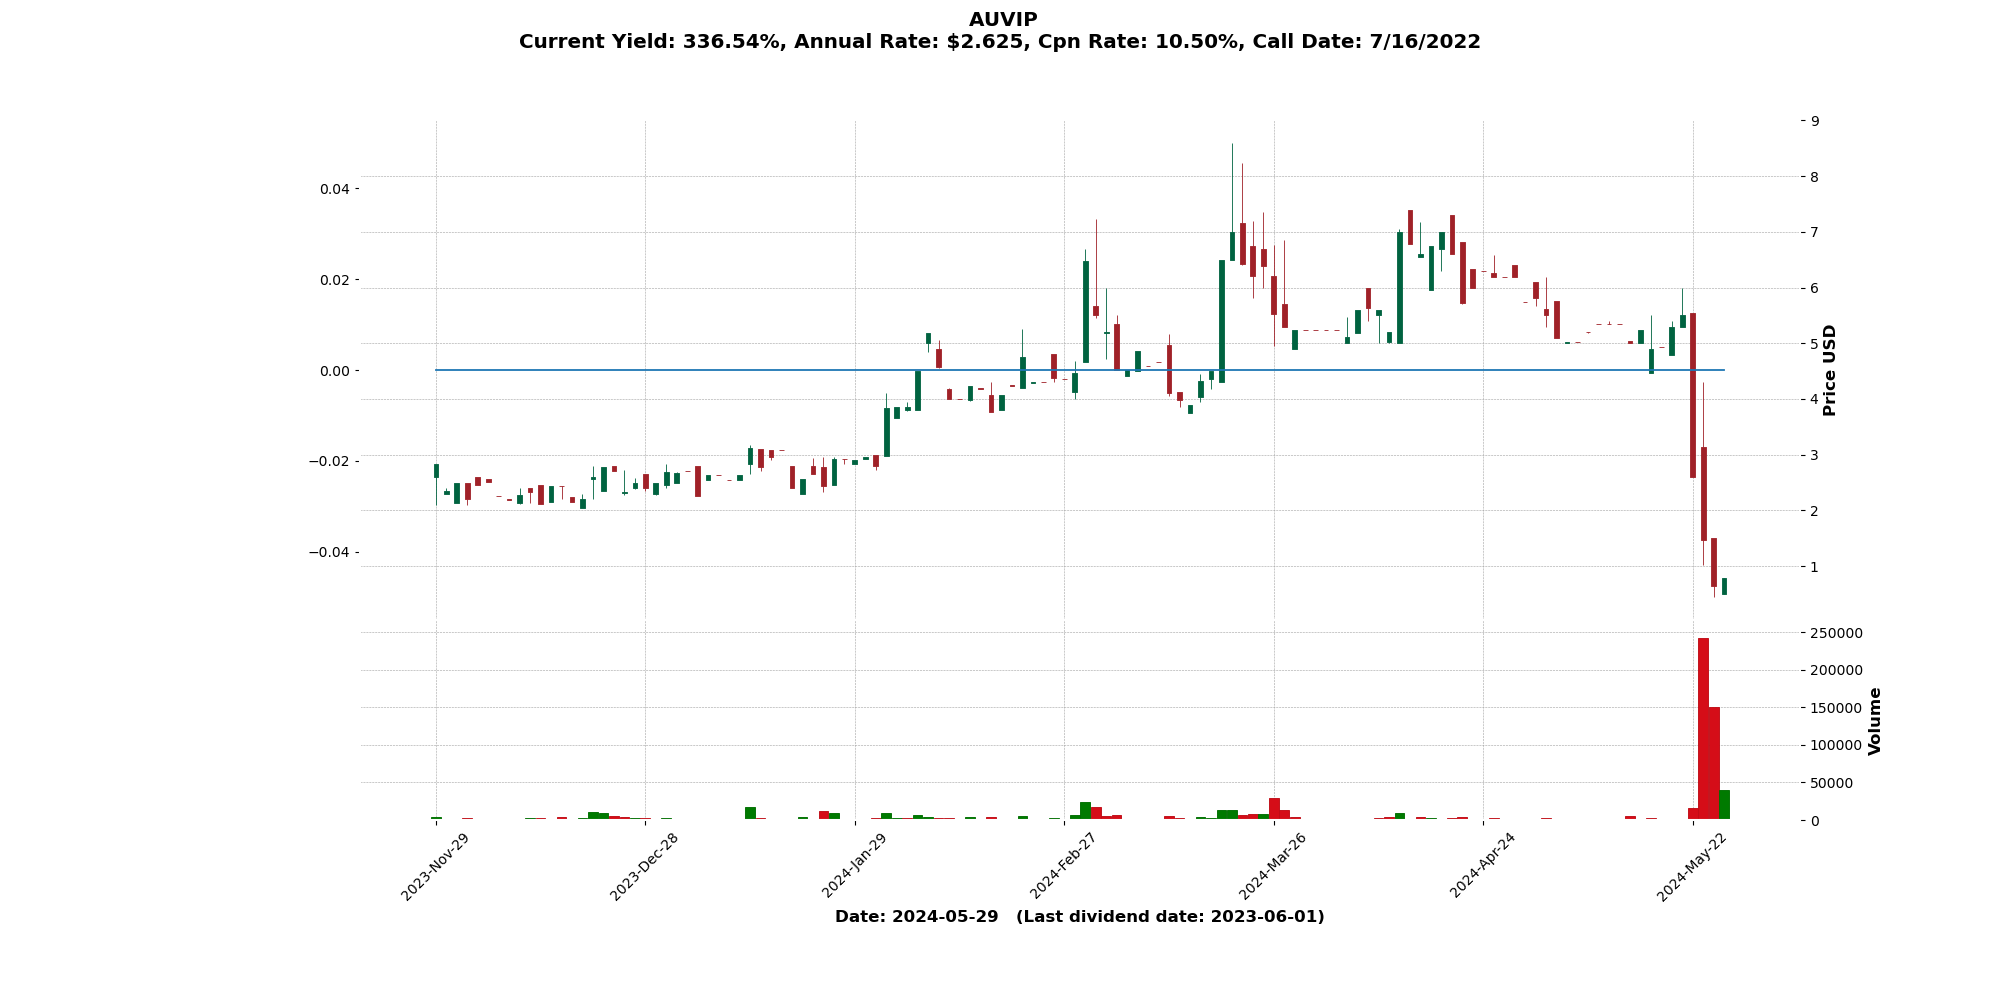 AUVIP
Current Yield: 336.54%, Annual Rate: $2.625, Cpn Rate: 10.50%, Call Date: 7/16/2022
0.04
0.02
0.00
−0.02
−0.04
9
8
7
6
5
4
3
2
1
Price USD
250000
200000
150000
100000
50000
0
Volume
2023-Nov-29
2023-Dec-28
2024-Jan-29
2024-Feb-27
2024-Mar-26
2024-Apr-24
2024-May-22
Date: 2024-05-29   (Last dividend date: 2023-06-01)